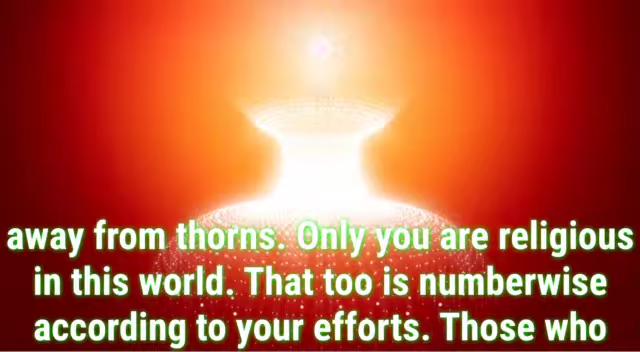 away from thorns. Only you are religious
in this world. That too is numberwise
according to your efforts. Those who